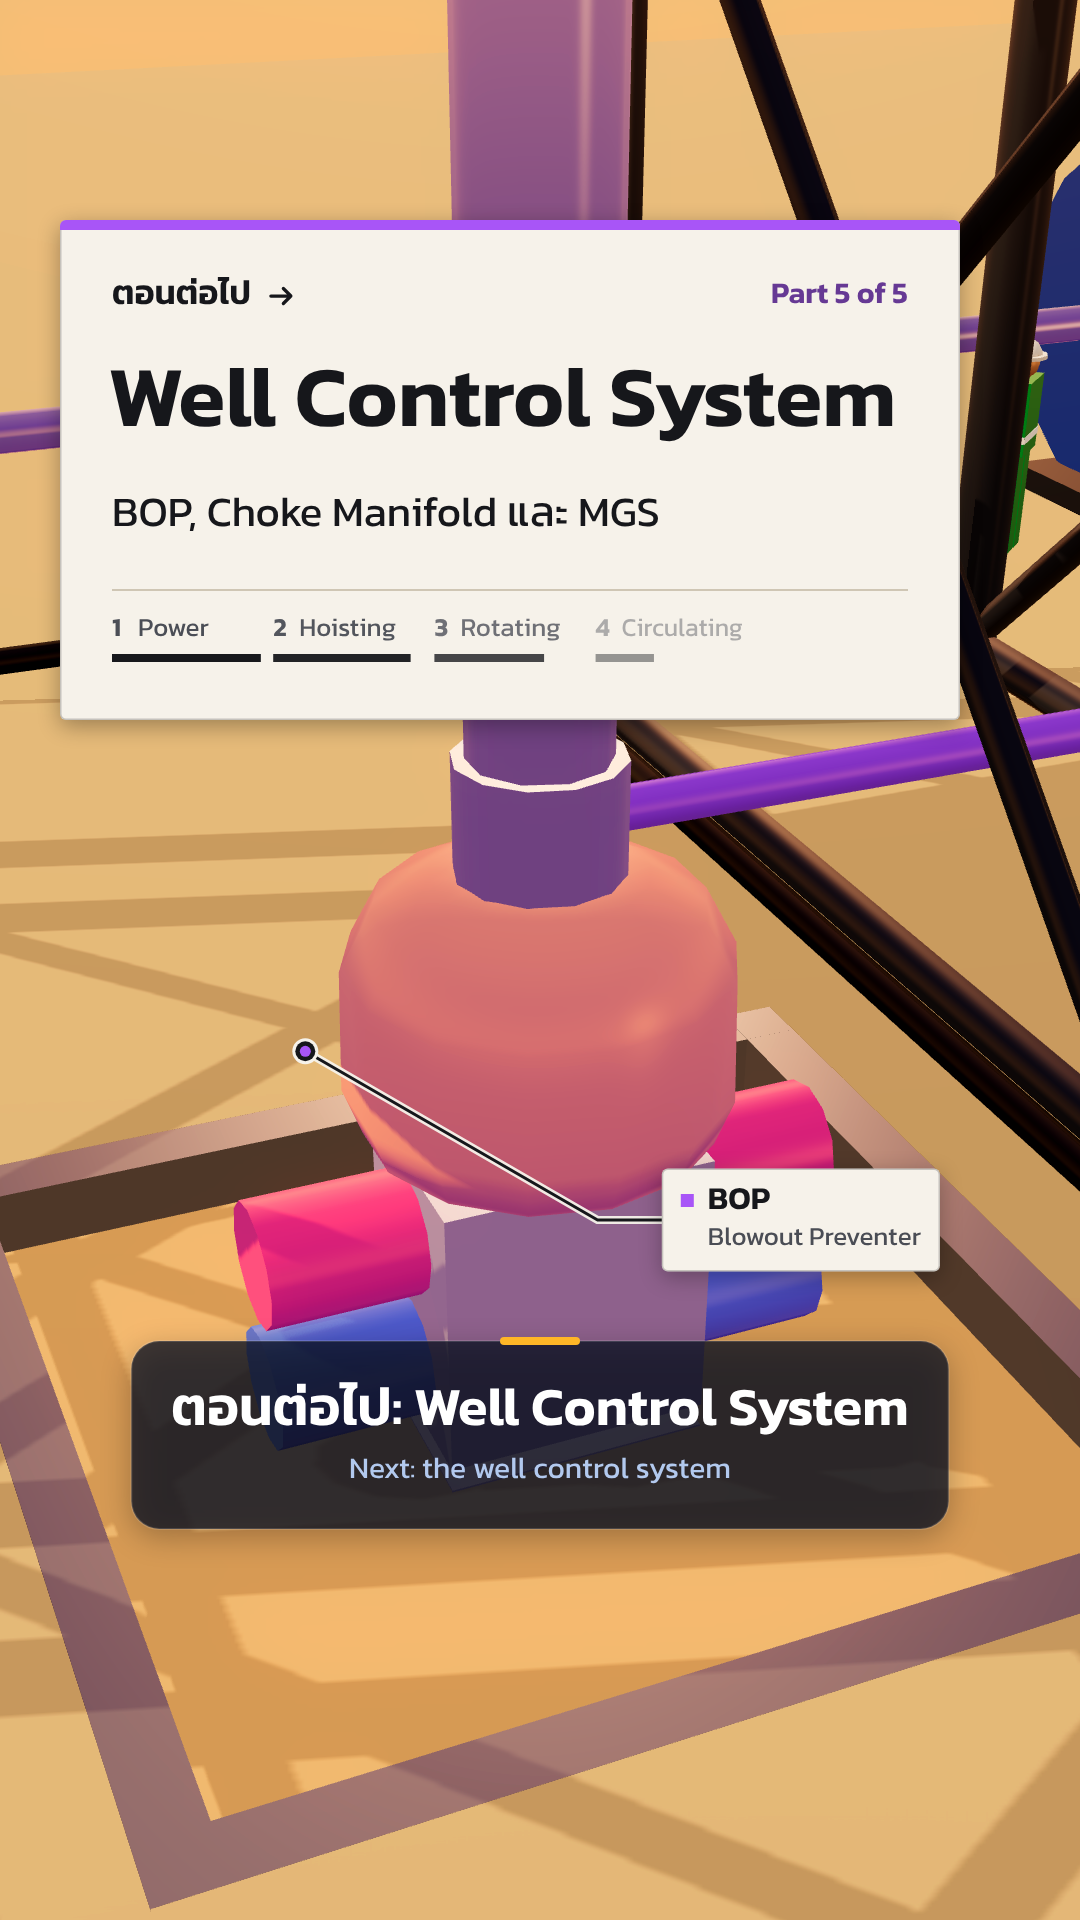 ตอนต่อไป →
Part 5 of 5
Well Control System
BOP, Choke Manifold และ MGS
1 Power 2 Hoisting 3 Rotating 4 Circulating
BOP
Blowout Preventer
ตอนต่อไป: Well Control System
Next: the well control system